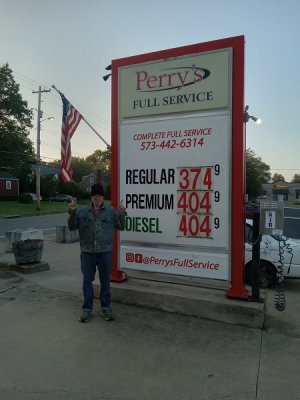 Perry's
FULL SERVICE
COMPLETE FULL SERVICE
573-442-6314
REGULAR 374 9
PREMIUM 404 9
DIESEL 404 9
@PerrysFullService